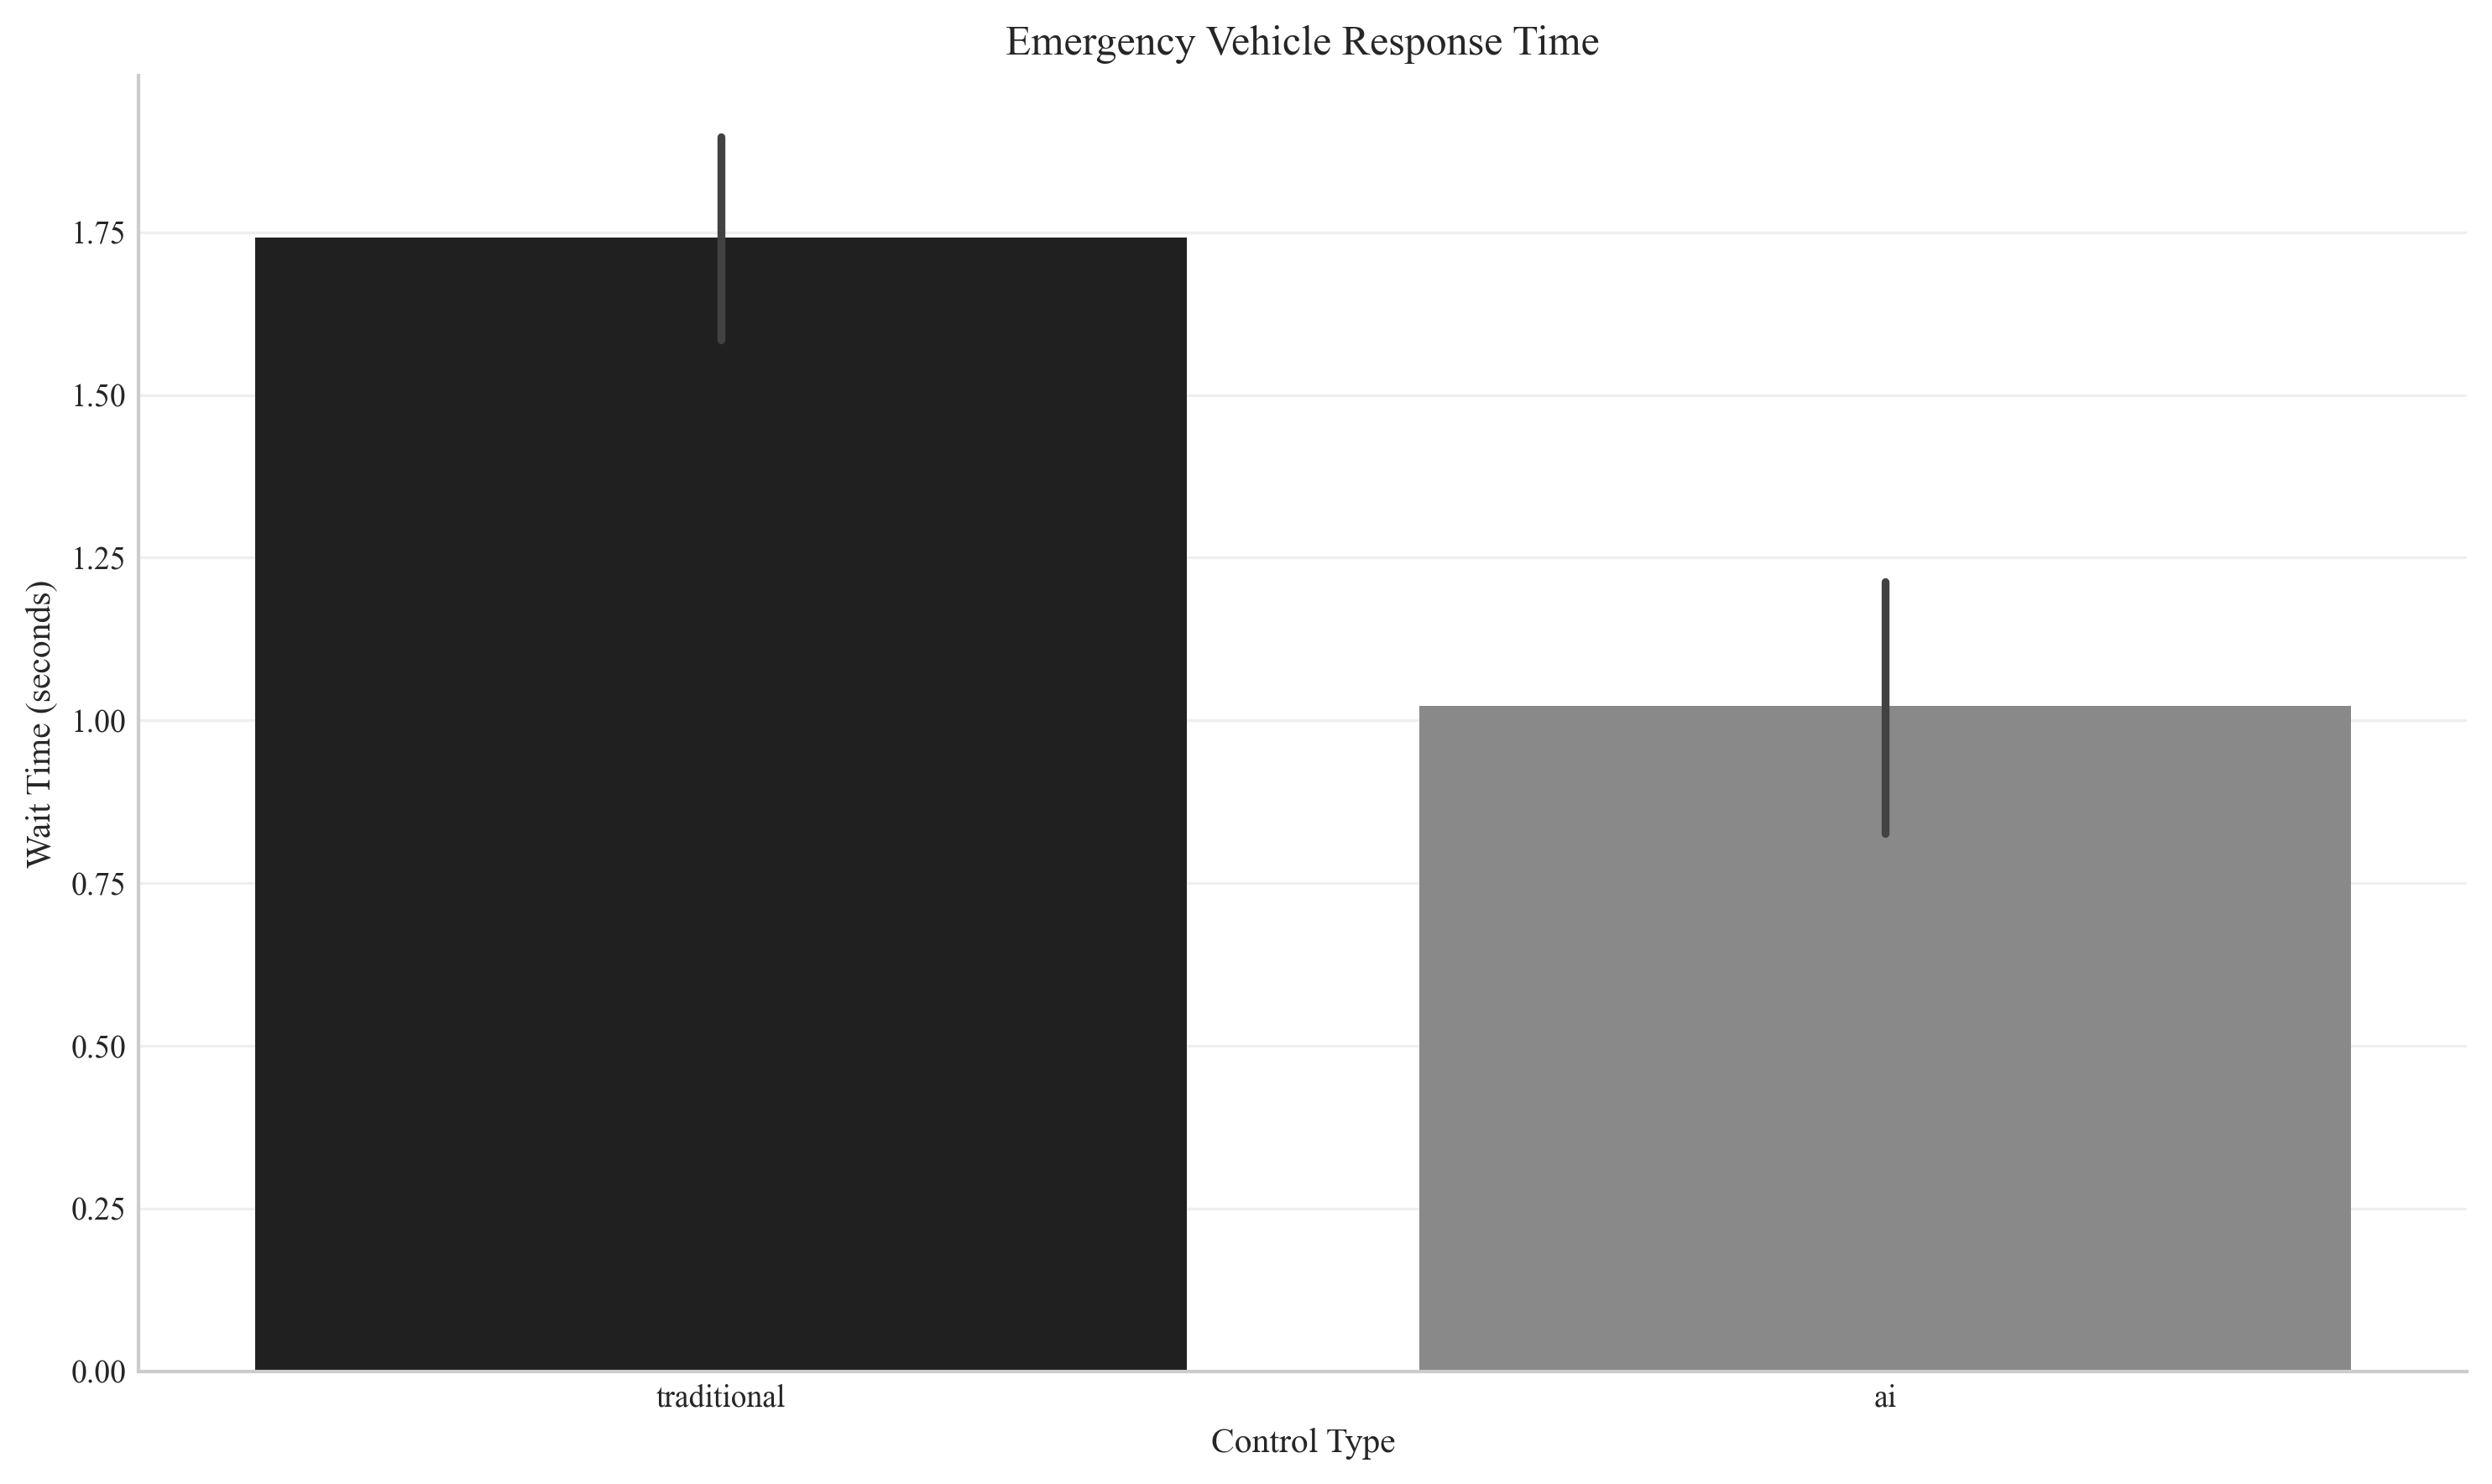 Emergency Vehicle Response Time
Wait Time (seconds)
1.75
1.50
1.25
1.00
0.75
0.50
0.25
0.00
traditional
ai
Control Type